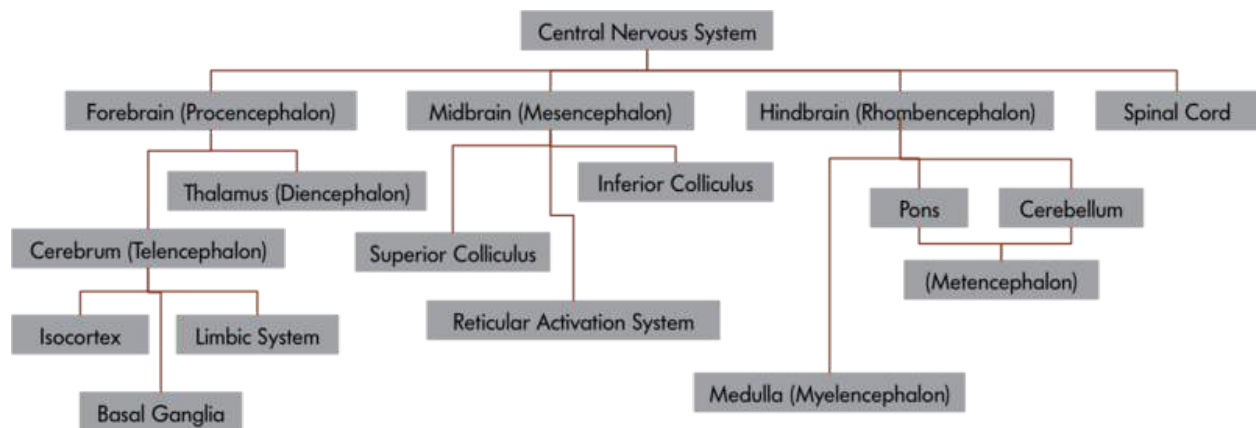 Central Nervous System
Forebrain (Procencephalon)
Midbrain (Mesencephalon)
Hindbrain (Rhombencephalon)
Spinal Cord
Thalamus (Diencephalon)
Inferior Colliculus
Pons
Cerebellum
Cerebrum (Telencephalon)
Superior Colliculus
(Metencephalon)
Isocortex
Limbic System
Reticular Activation System
Medulla (Myelencephalon)
Basal Ganglia